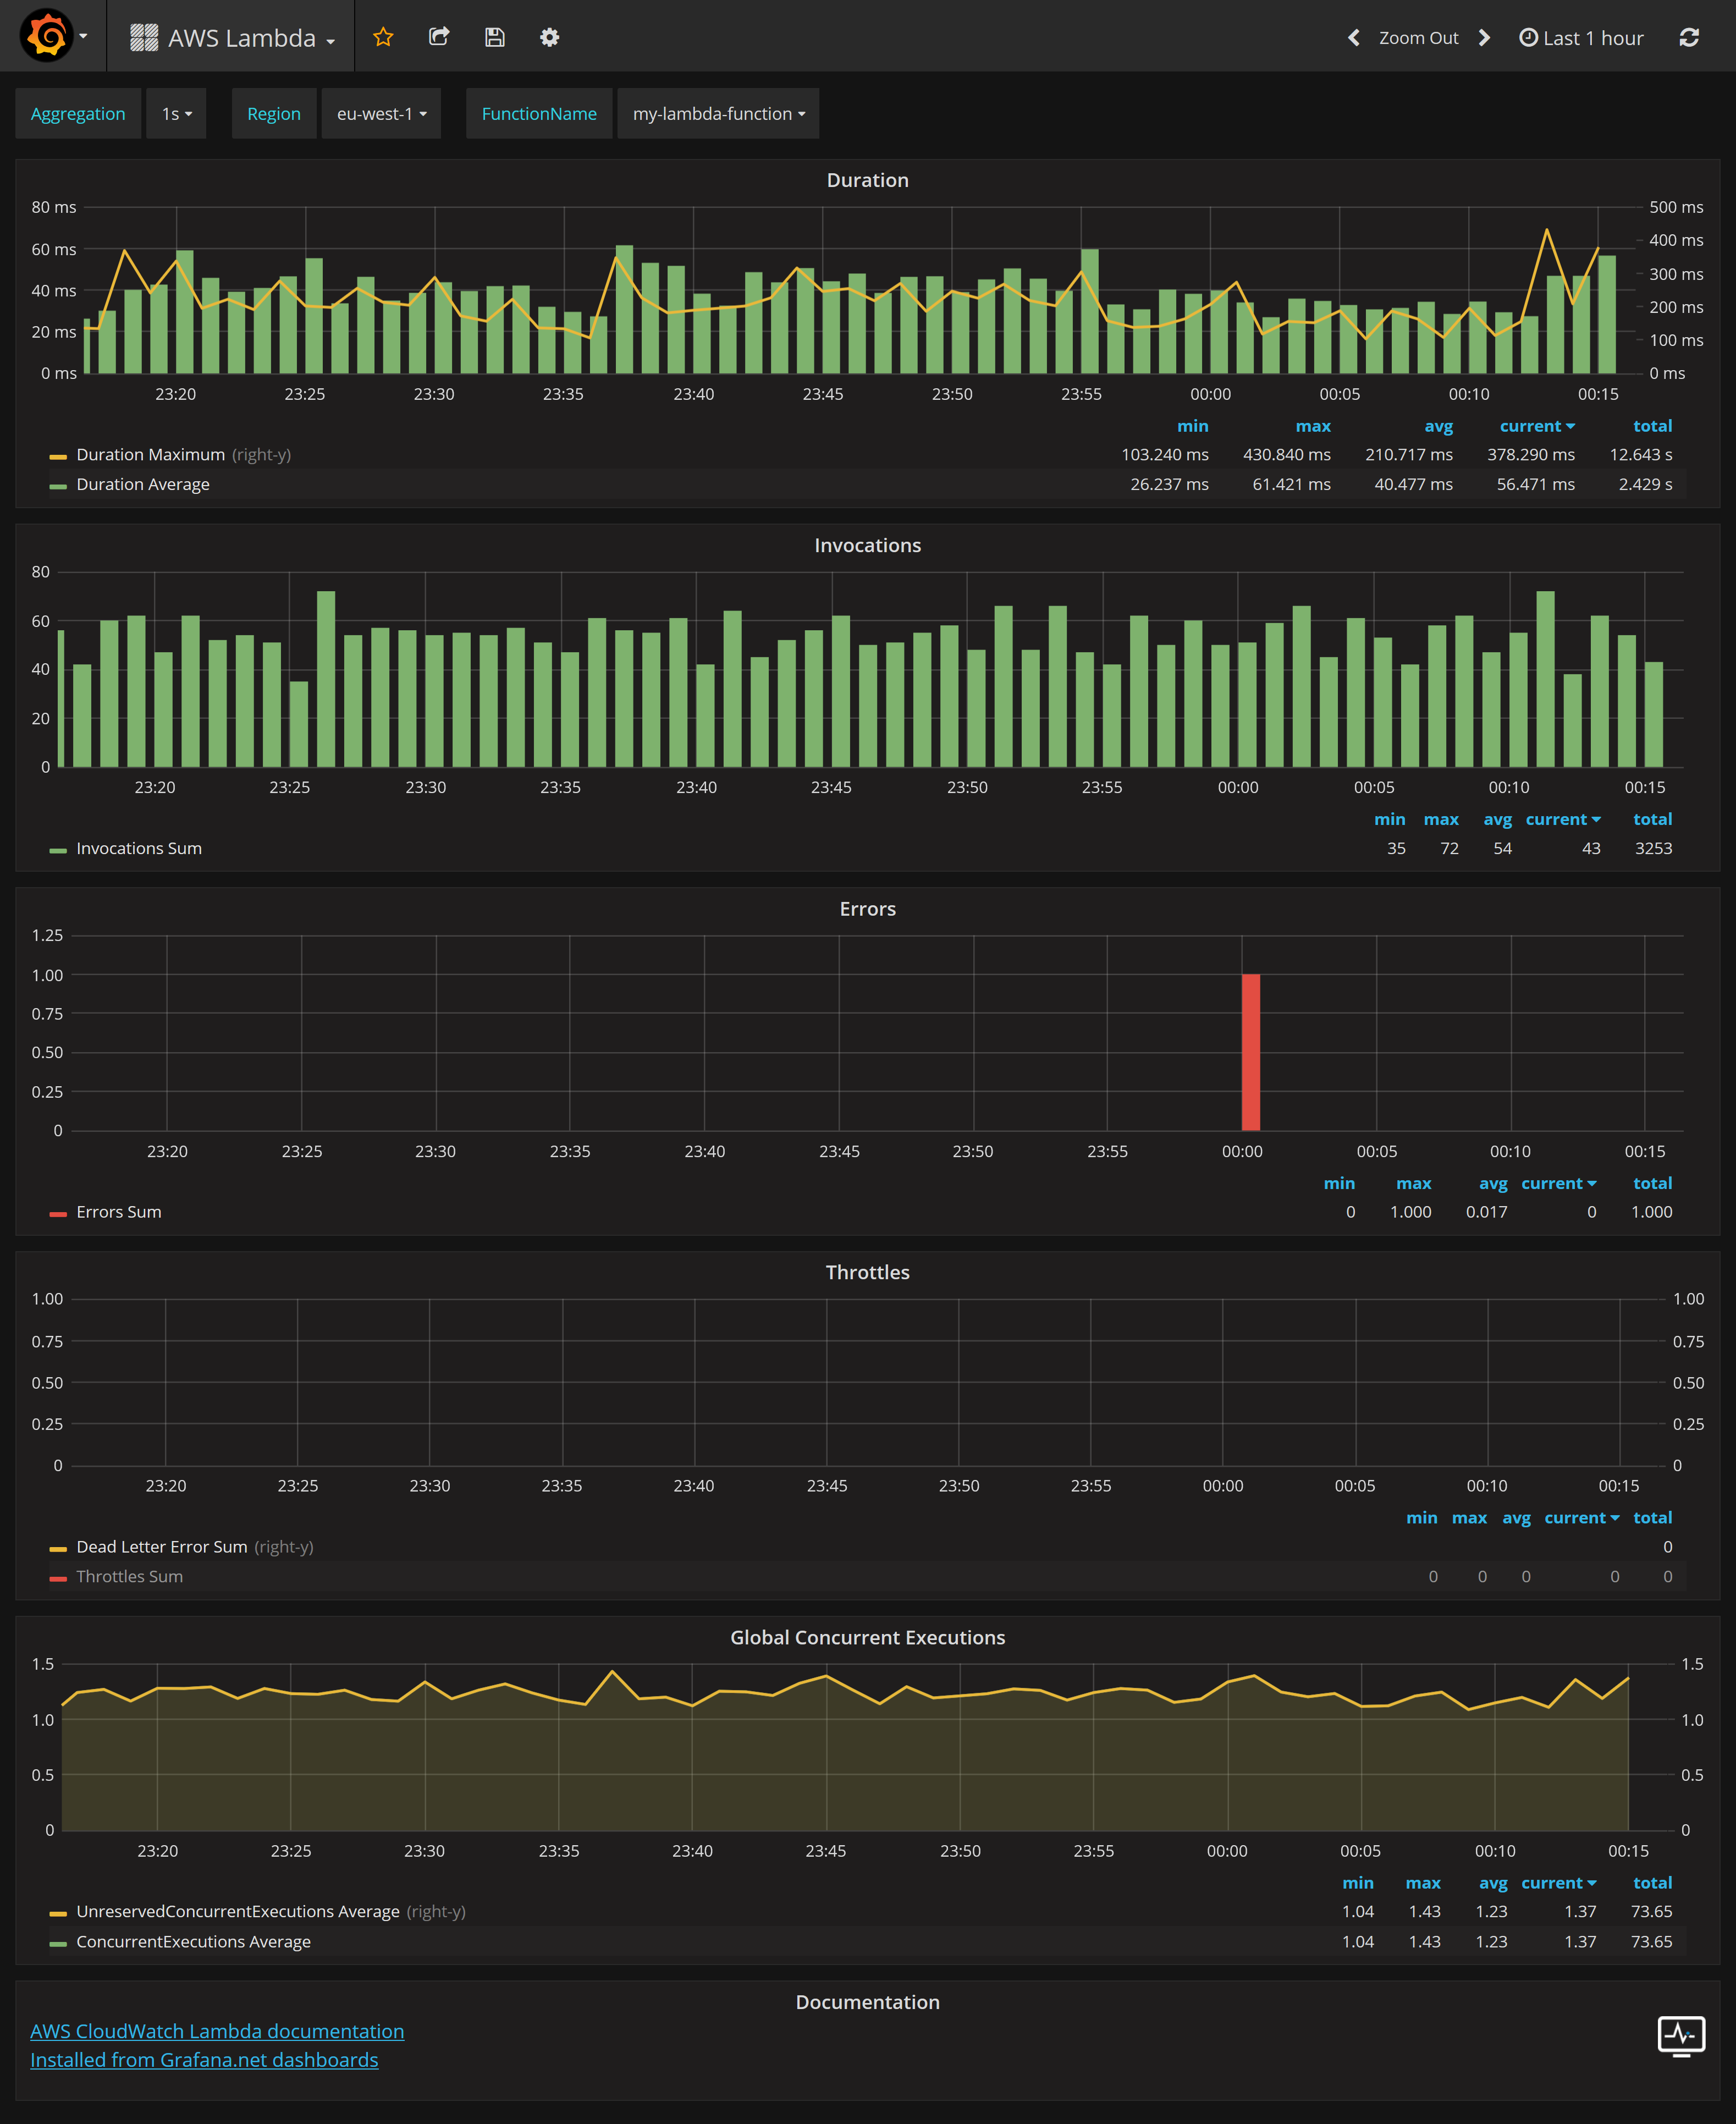 AWS Lambda
Zoom Out
Last 1 hour
Aggregation 1s Region eu-west-1 FunctionName my-lambda-function
Duration
80 ms 500 ms
60 ms 400 ms
40 ms 300 ms
20 ms 200 ms
0 ms 100 ms
0 ms
23:20 23:25 23:30 23:35 23:40 23:45 23:50 23:55 00:00 00:05 00:10 00:15
min max avg current total
Duration Maximum (right-y) 103.240 ms 430.840 ms 210.717 ms 378.290 ms 12.643 s
Duration Average 26.237 ms 61.421 ms 40.477 ms 56.471 ms 2.429 s
Invocations
80
60
40
20
0
23:20 23:25 23:30 23:35 23:40 23:45 23:50 23:55 00:00 00:05 00:10 00:15
min max avg current total
Invocations Sum 35 72 54 43 3253
Errors
1.25
1.00
0.75
0.50
0.25
0
23:20 23:25 23:30 23:35 23:40 23:45 23:50 23:55 00:00 00:05 00:10 00:15
min max avg current total
Errors Sum 0 1.000 0.017 0 1.000
Throttles
1.00 1.00
0.75 0.75
0.50 0.50
0.25 0.25
0 0
23:20 23:25 23:30 23:35 23:40 23:45 23:50 23:55 00:00 00:05 00:10 00:15
min max avg current total
Dead Letter Error Sum (right-y) 0
Throttles Sum 0 0 0 0 0
Global Concurrent Executions
1.5 1.5
1.0 1.0
0.5 0.5
0 0
23:20 23:25 23:30 23:35 23:40 23:45 23:50 23:55 00:00 00:05 00:10 00:15
min max avg current total
UnreservedConcurrentExecutions Average (right-y) 1.04 1.43 1.23 1.37 73.65
ConcurrentExecutions Average 1.04 1.43 1.23 1.37 73.65
Documentation
AWS CloudWatch Lambda documentation
Installed from Grafana.net dashboards